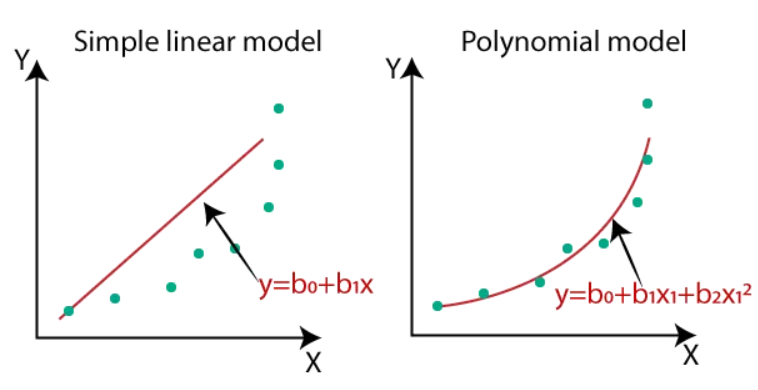 Simple linear model
Y
y=b₀+b₁x
X
Polynomial model
Y
y=b₀+b₁x₁+b₂x₁²
X